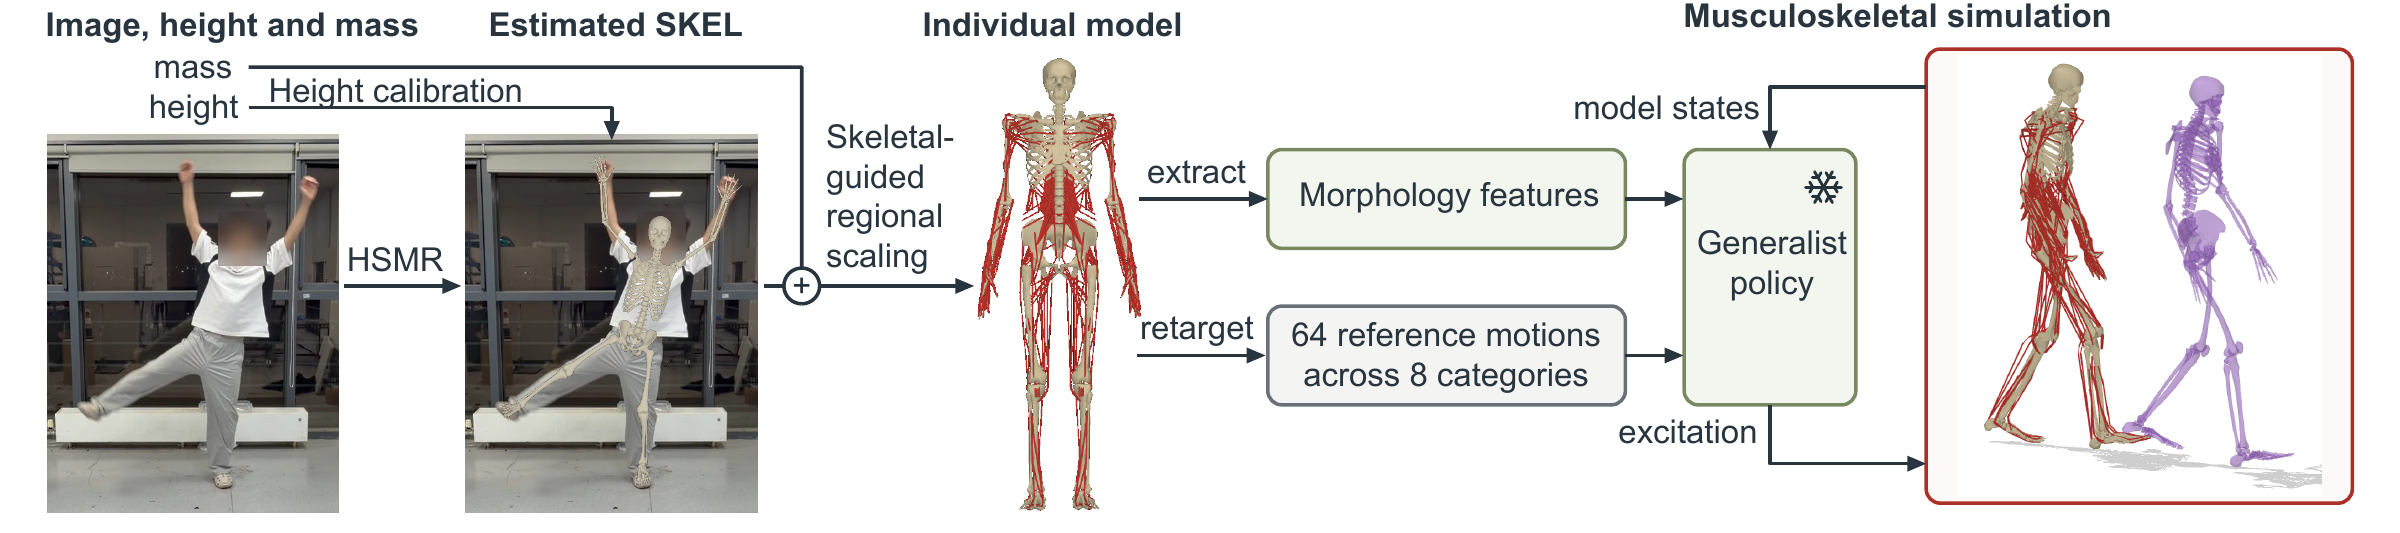 Image, height and mass
Estimated SKEL
Individual model
Musculoskeletal simulation
mass
height
Height calibration
HSMR
+
Skeletal-
guided
regional
scaling
extract
retarget
Morphology features
64 reference motions
across 8 categories
model states
Generalist
policy
excitation